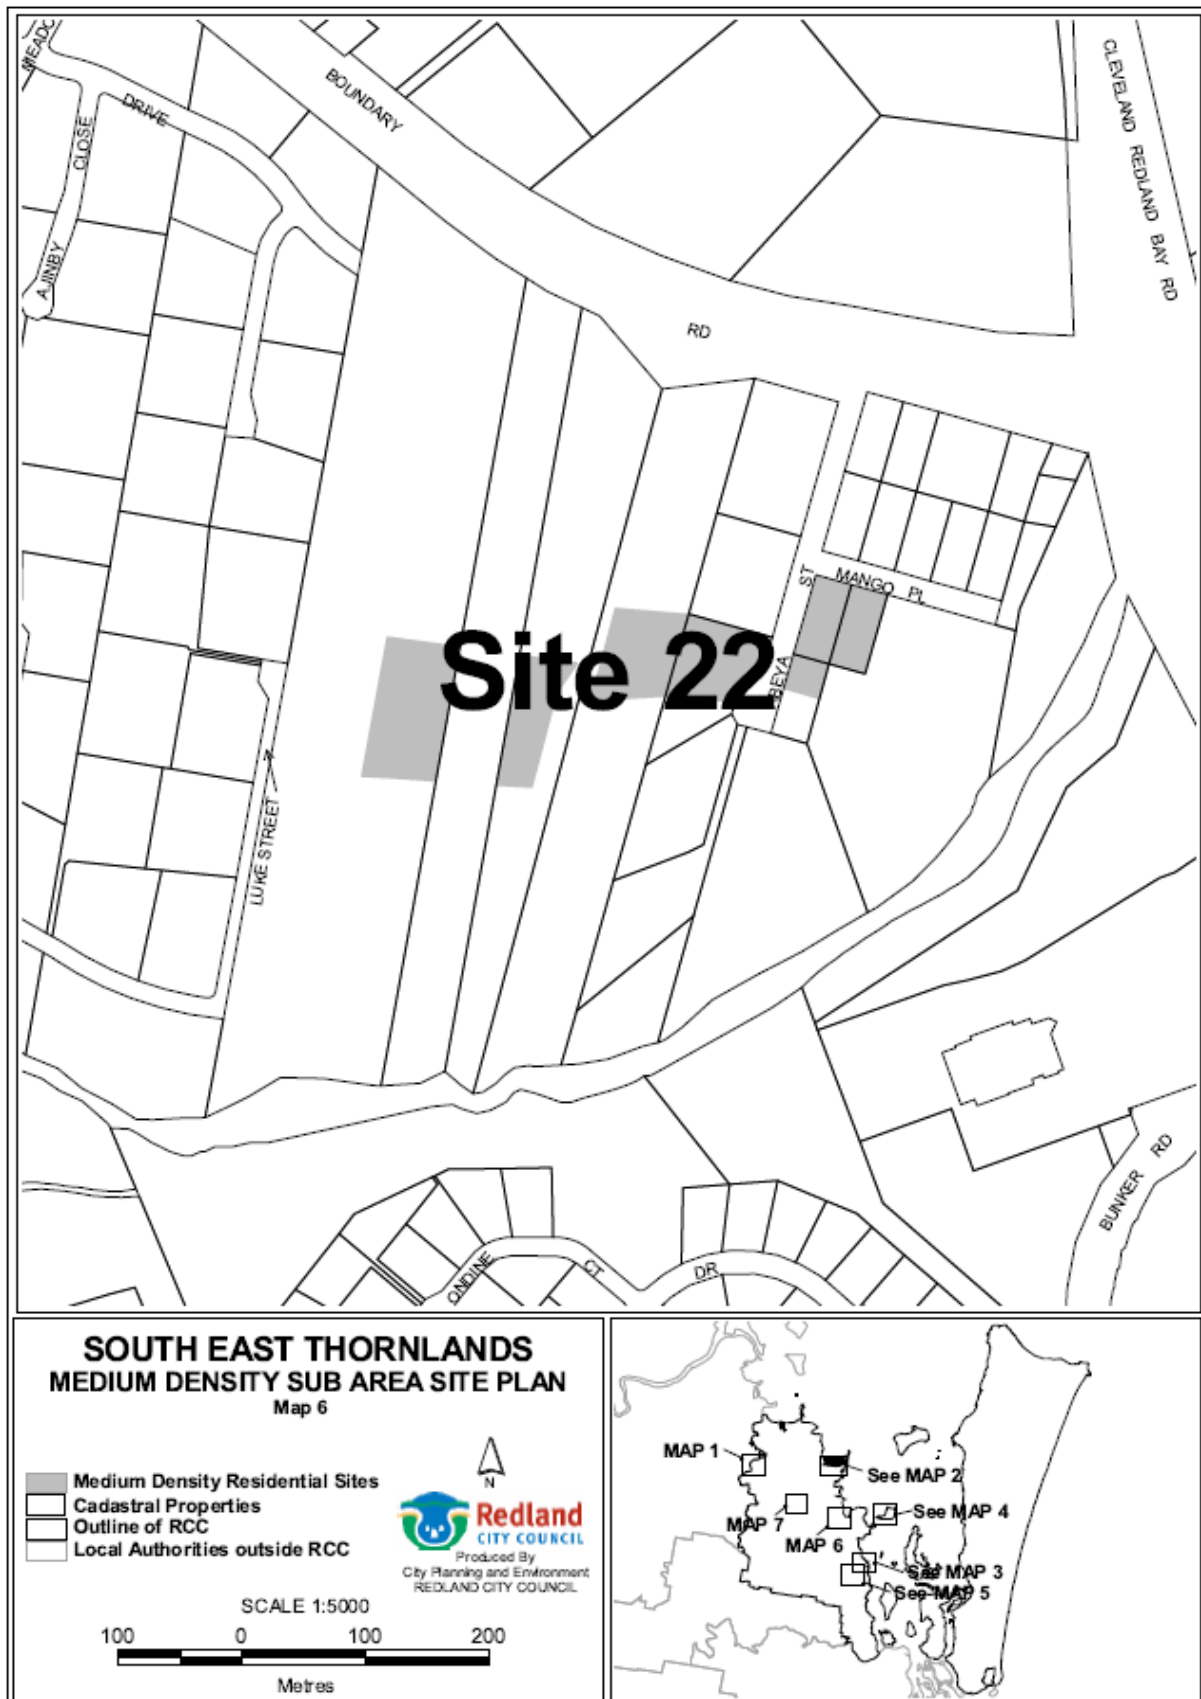 MEADO
DRIVE
CLOSE
AJINBY
BOUNDARY
RD
CLEVELAND REDLAND BAY RD
MANGO PL
ST
BEYA
Site 22
LUKE STREET
BUNKER RD
ONDINE
CT
DR
SOUTH EAST THORNLANDS
MEDIUM DENSITY SUB AREA SITE PLAN
Map 6
N
Medium Density Residential Sites
Cadastral Properties
Outline of RCC
Local Authorities outside RCC
Redland
CITY COUNCIL
Produced By
City Planning and Environment
REDLAND CITY COUNCIL
SCALE 1:5000
100 0 100 200
Metres
MAP 1
See MAP 2
MAP 7
See MAP 4
MAP 6
See MAP 3
See MAP 5